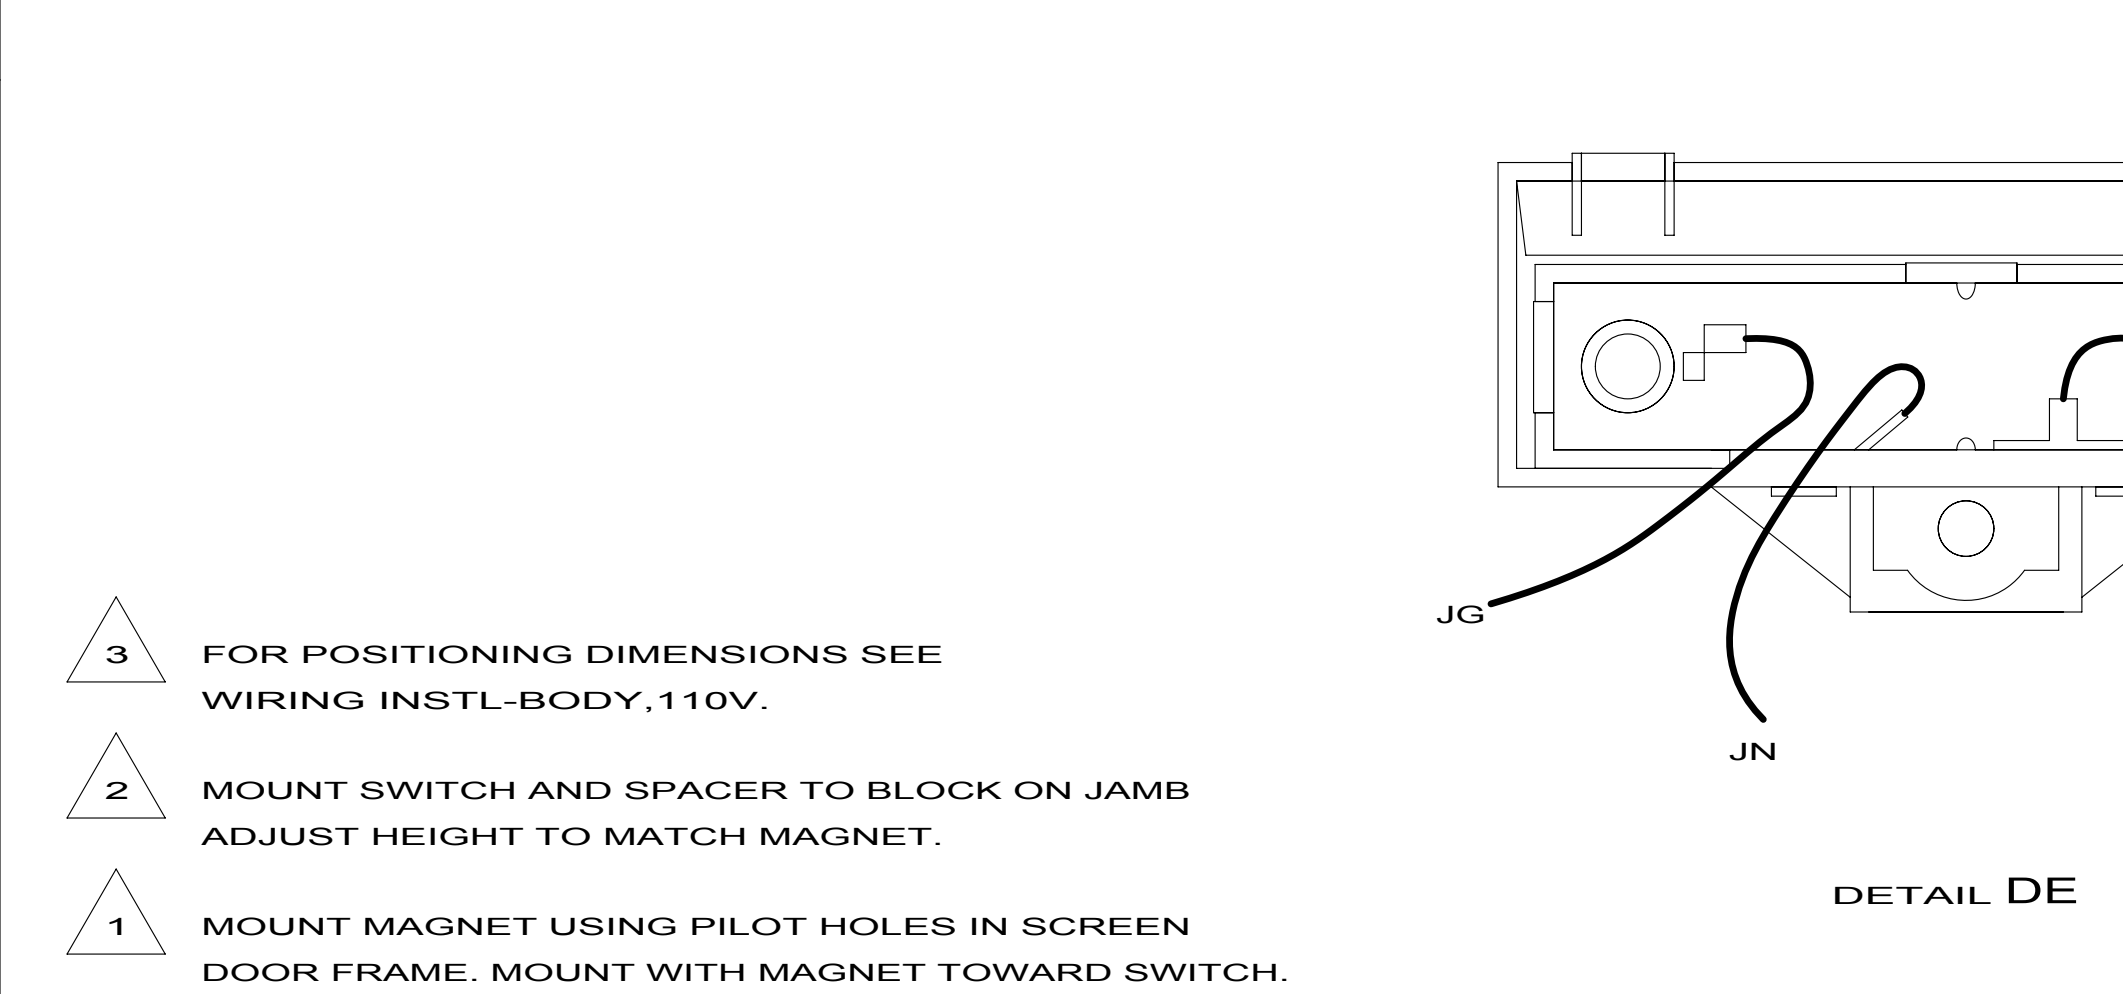 JG
3 FOR POSITIONING DIMENSIONS SEE
WIRING INSTL-BODY,110V.
JN
2 MOUNT SWITCH AND SPACER TO BLOCK ON JAMB
ADJUST HEIGHT TO MATCH MAGNET.
DETAIL DE
1 MOUNT MAGNET USING PILOT HOLES IN SCREEN
DOOR FRAME. MOUNT WITH MAGNET TOWARD SWITCH.